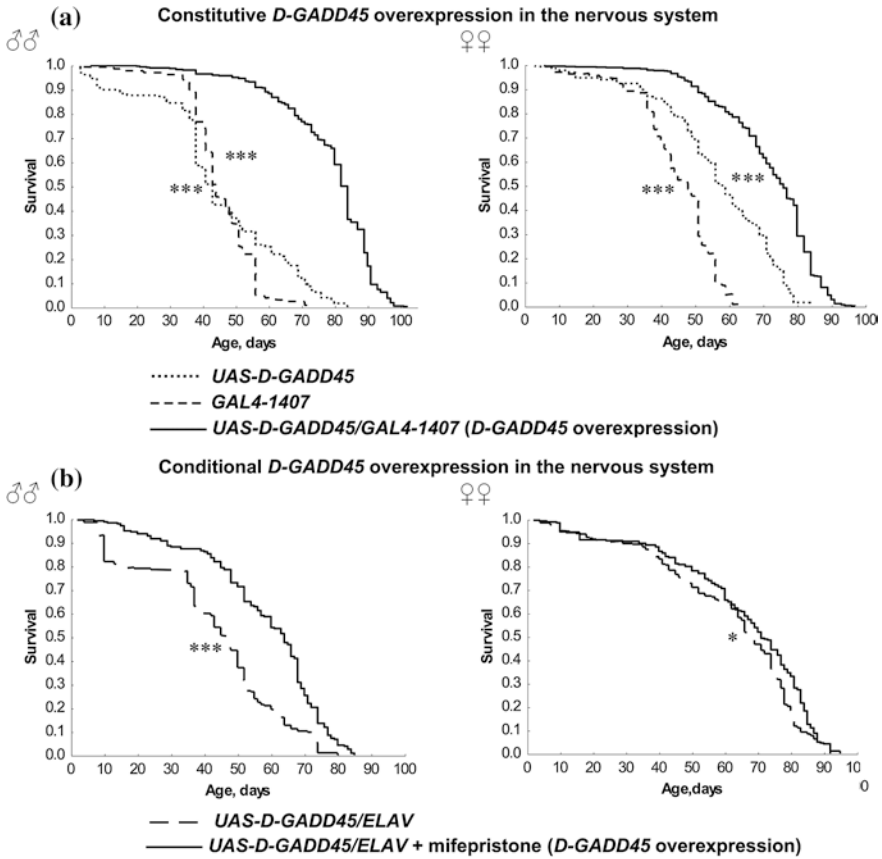 (a) Constitutive D-GADD45 overexpression in the nervous system
♂♂ ♀♀
1.0
0.9
0.8
0.7
0.6
0.5
0.4
0.3
0.2
0.1
0.0
Survival
*** ***
0 10 20 30 40 50 60 70 80 90 100
Age, days
1.0
0.9
0.8
0.7
0.6
0.5
0.4
0.3
0.2
0.1
0.0
Survival
*** ***
0 10 20 30 40 50 60 70 80 90 100
Age, days
UAS-D-GADD45
GAL4-1407
UAS-D-GADD45/GAL4-1407 (D-GADD45 overexpression)
(b) Conditional D-GADD45 overexpression in the nervous system
♂♂ ♀♀
1.0
0.9
0.8
0.7
0.6
0.5
0.4
0.3
0.2
0.1
0.0
Survival
***
0 10 20 30 40 50 60 70 80 90 100
Age, days
1.0
0.9
0.8
0.7
0.6
0.5
0.4
0.3
0.2
0.1
0.0
Survival
*
0 10 20 30 40 50 60 70 80 90 10
0
Age,days
UAS-D-GADD45/ELAV
UAS-D-GADD45/ELAV + mifepristone (D-GADD45 overexpression)